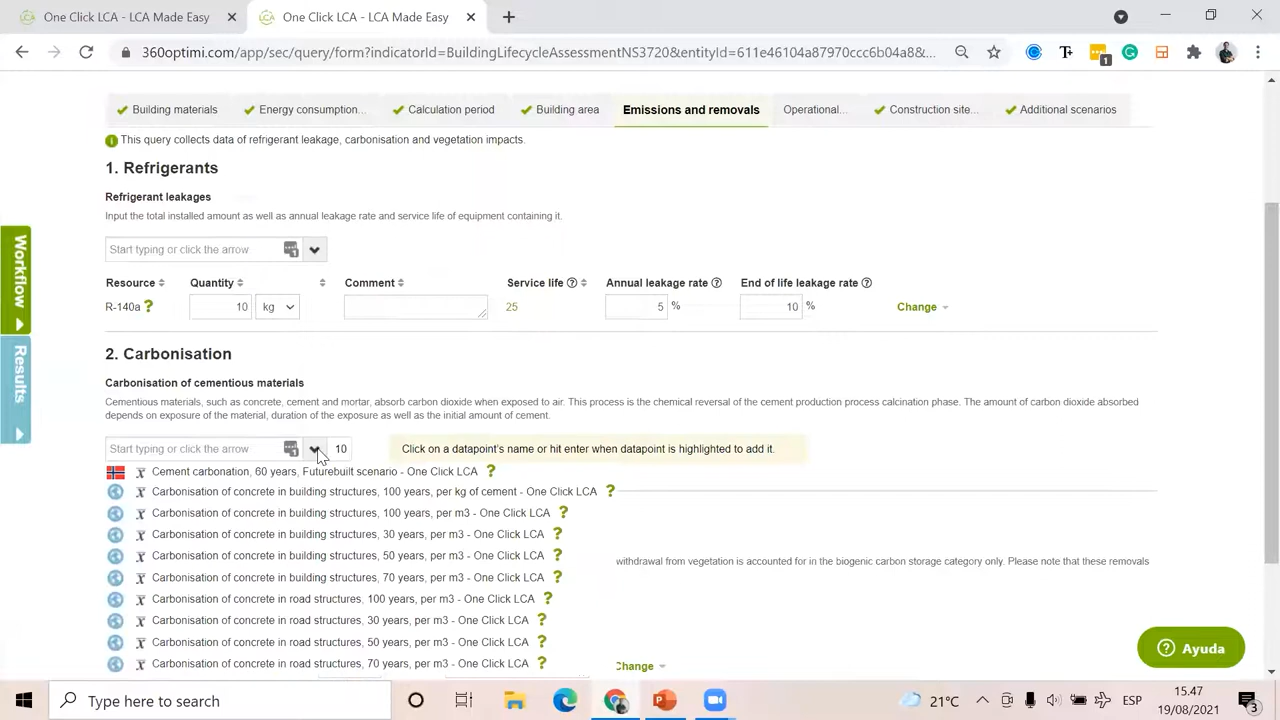 One Click LCA - LCA Made Easy
One Click LCA - LCA Made Easy
360optimi.com/app/sec/query/form?indicatorId=BuildingLifecycleAssessmentNS3720&entityId=611e46104a87970ccc6b04a8&...
1
Building materials
Energy consumption...
Calculation period
Building area
Emissions and removals
Operational...
Construction site...
Additional scenarios
This query collects data of refrigerant leakage, carbonisation and vegetation impacts.
1. Refrigerants
Refrigerant leakages
Input the total installed amount as well as annual leakage rate and service life of equipment containing it.
Start typing or click the arrow
Resource Quantity Comment Service life ? Annual leakage rate ? End of life leakage rate ?
R-140a ? 10 kg 25 5 % 10 % Change
2. Carbonisation
Carbonisation of cementious materials
Cementious materials, such as concrete, cement and mortar, absorb carbon dioxide when exposed to air. This process is the chemical reversal of the cement production process calcination phase. The amount of carbon dioxide absorbed
depends on exposure of the material, duration of the exposure as well as the initial amount of cement.
Start typing or click the arrow 10 Click on a datapoint's name or hit enter when datapoint is highlighted to add it.
Cement carbonation, 60 years, Futurebuilt scenario - One Click LCA ?
Carbonisation of concrete in building structures, 100 years, per kg of cement - One Click LCA ?
Carbonisation of concrete in building structures, 100 years, per m3 - One Click LCA ?
Carbonisation of concrete in building structures, 30 years, per m3 - One Click LCA ?
Carbonisation of concrete in building structures, 50 years, per m3 - One Click LCA ?
withdrawal from vegetation is accounted for in the biogenic carbon storage category only. Please note that these removals
Carbonisation of concrete in building structures, 70 years, per m3 - One Click LCA ?
Carbonisation of concrete in road structures, 100 years, per m3 - One Click LCA ?
Carbonisation of concrete in road structures, 30 years, per m3 - One Click LCA ?
Carbonisation of concrete in road structures, 50 years, per m3 - One Click LCA ?
Carbonisation of concrete in road structures, 70 years, per m3 - One Click LCA ?
Change
Workflow
Results
? Ayuda
Type here to search
21°C
ESP
15.47
19/08/2021
3